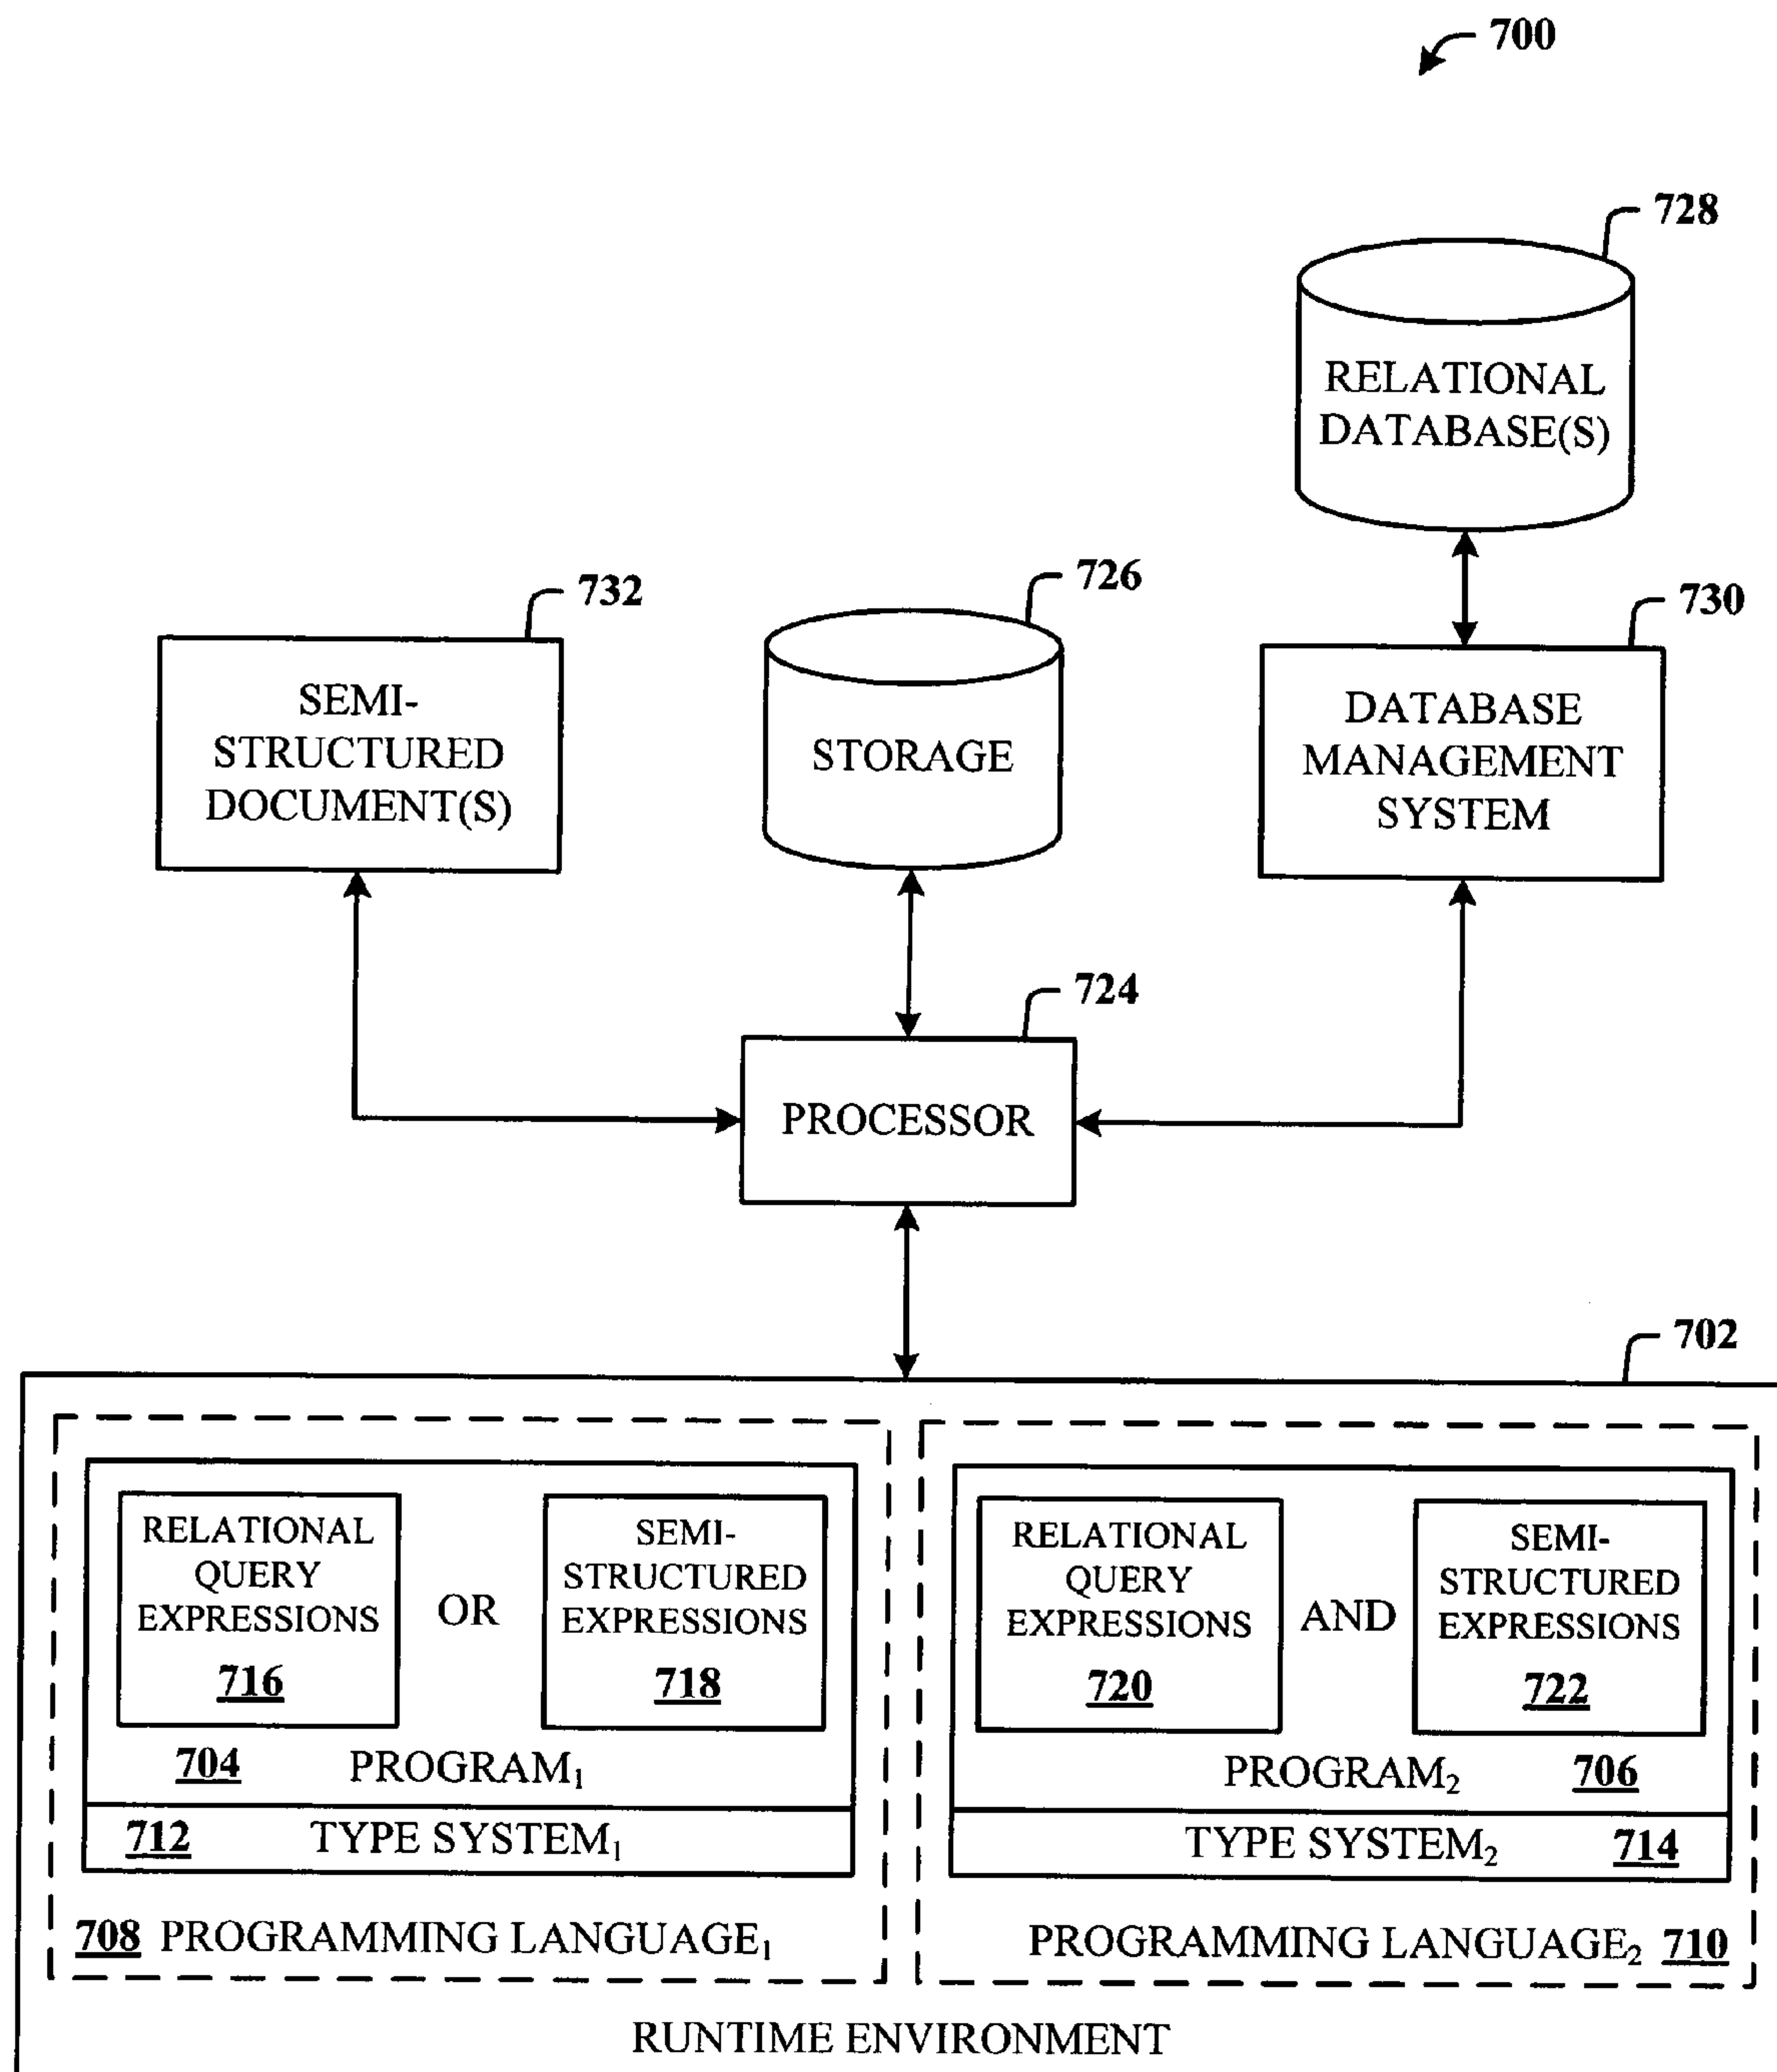 700
728
RELATIONAL
DATABASE(S)
732
726
730
SEMI-
STRUCTURED
DOCUMENT(S)
STORAGE
DATABASE
MANAGEMENT
SYSTEM
724
PROCESSOR
702
RELATIONAL
QUERY
EXPRESSIONS
716
OR
SEMI-
STRUCTURED
EXPRESSIONS
718
704 PROGRAM₁
712 TYPE SYSTEM₁
708 PROGRAMMING LANGUAGE₁
RELATIONAL
QUERY
EXPRESSIONS
720
AND
SEMI-
STRUCTURED
EXPRESSIONS
722
PROGRAM₂ 706
TYPE SYSTEM₂ 714
PROGRAMMING LANGUAGE₂ 710
RUNTIME ENVIRONMENT